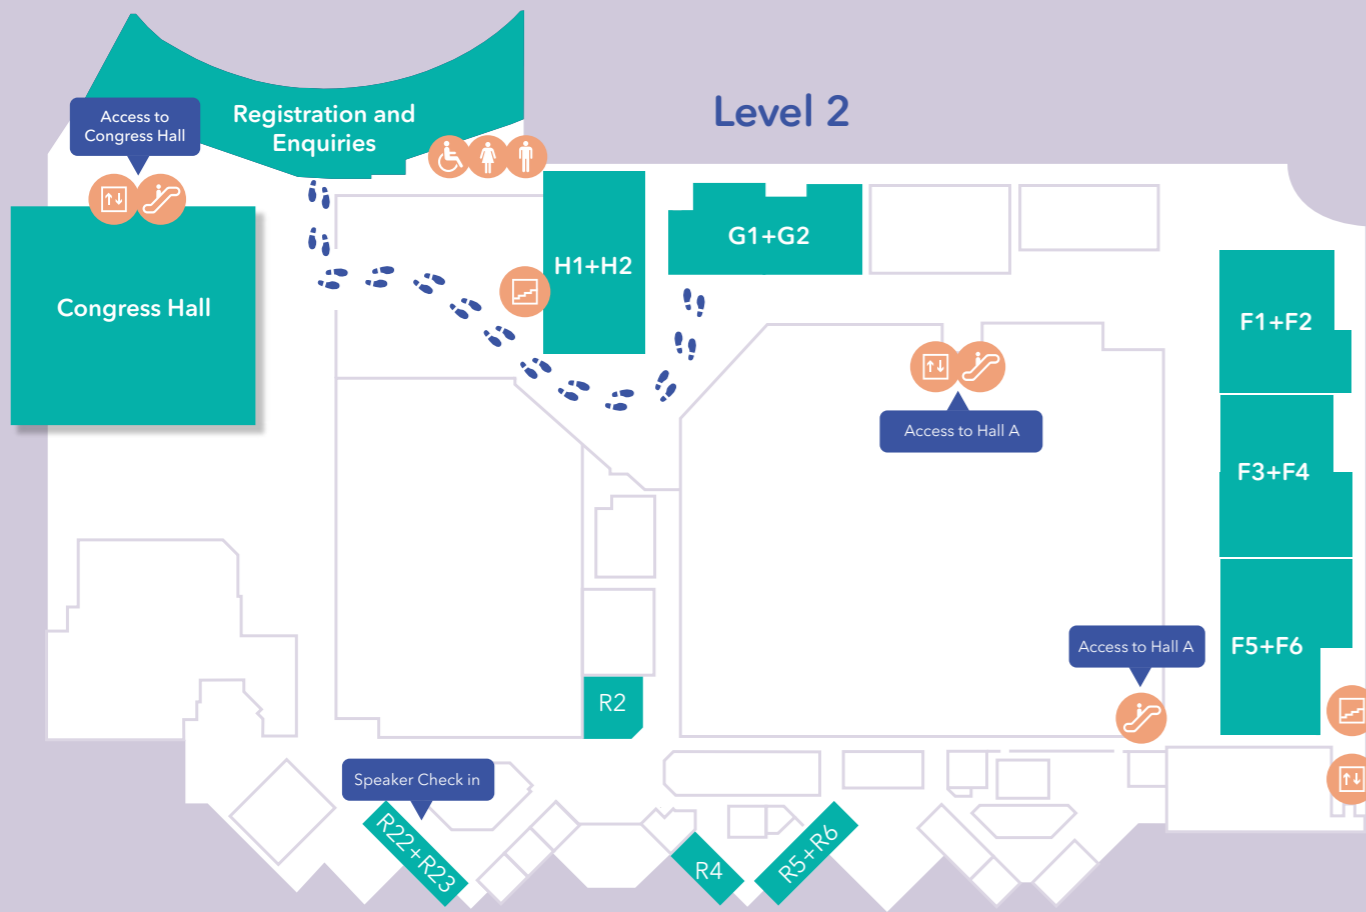 Level 2
Registration and
Enquiries
Access to
Congress Hall
Congress Hall
H1+H2
G1+G2
F1+F2
F3+F4
F5+F6
Access to Hall A
Access to Hall A
R2
Speaker Check in
R22+R23
R4
R5+R6